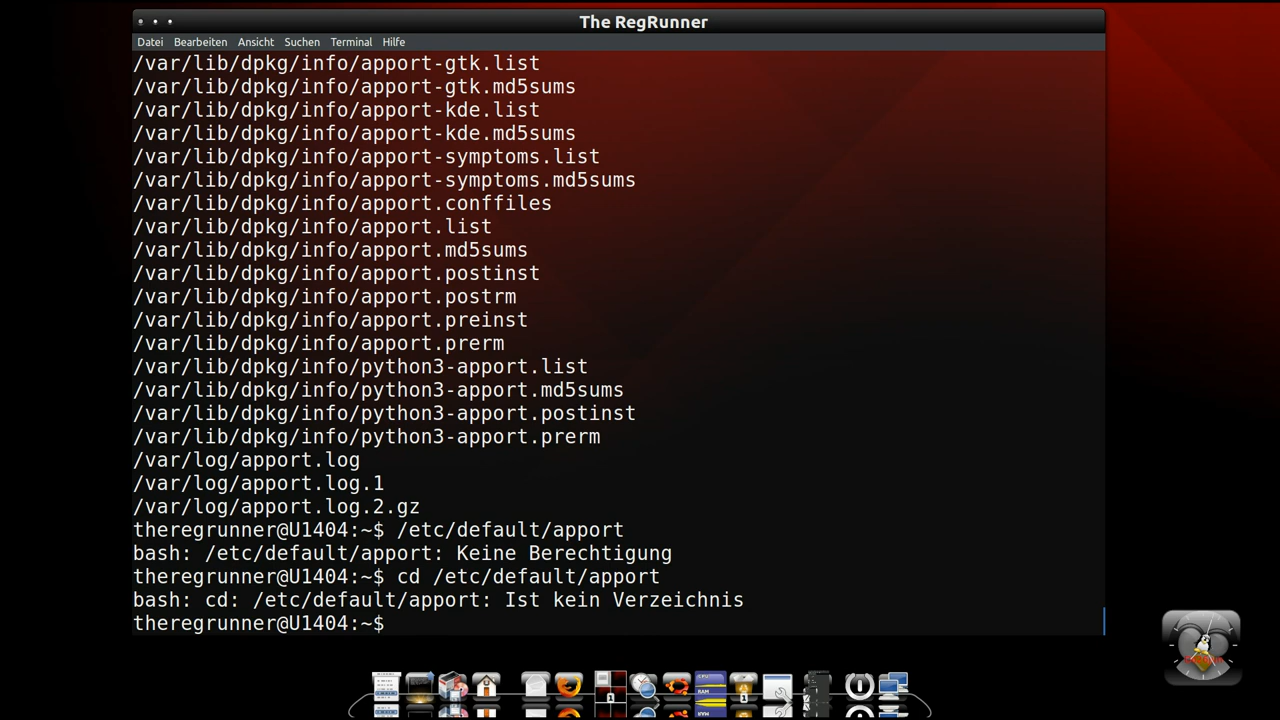 The RegRunner
Datei Bearbeiten Ansicht Suchen Terminal Hilfe
/var/lib/dpkg/info/apport-gtk.list
/var/lib/dpkg/info/apport-gtk.md5sums
/var/lib/dpkg/info/apport-kde.list
/var/lib/dpkg/info/apport-kde.md5sums
/var/lib/dpkg/info/apport-symptoms.list
/var/lib/dpkg/info/apport-symptoms.md5sums
/var/lib/dpkg/info/apport.conffiles
/var/lib/dpkg/info/apport.list
/var/lib/dpkg/info/apport.md5sums
/var/lib/dpkg/info/apport.postinst
/var/lib/dpkg/info/apport.postrm
/var/lib/dpkg/info/apport.preinst
/var/lib/dpkg/info/apport.prerm
/var/lib/dpkg/info/python3-apport.list
/var/lib/dpkg/info/python3-apport.md5sums
/var/lib/dpkg/info/python3-apport.postinst
/var/lib/dpkg/info/python3-apport.prerm
/var/log/apport.log
/var/log/apport.log.1
/var/log/apport.log.2.gz
theregrunner@U1404:~$ /etc/default/apport
bash: /etc/default/apport: Keine Berechtigung
theregrunner@U1404:~$ cd /etc/default/apport
bash: cd: /etc/default/apport: Ist kein Verzeichnis
theregrunner@U1404:~$
RAM